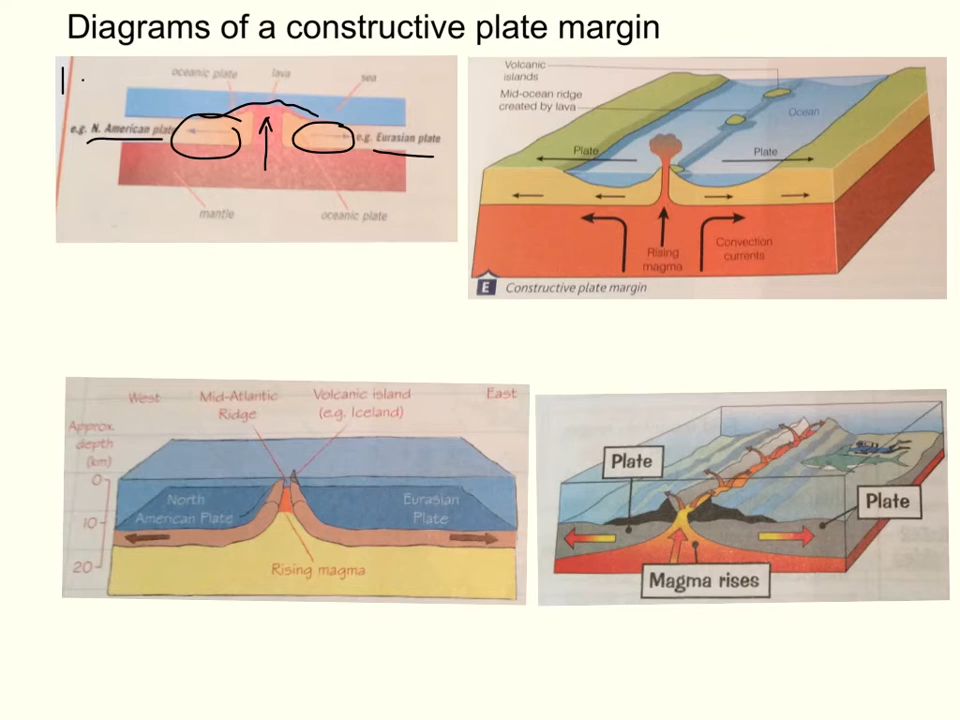 Diagrams of a constructive plate margin
oceanic plate
lava
sea
e.g. N. American plate
e.g. Eurasian plate
mantle
oceanic plate
Volcanic
islands
Mid-ocean ridge
created by lava
Ocean
Plate
Plate
Rising
magma
Convection
currents
E Constructive plate margin
West
Mid-Atlantic
Ridge
Volcanic island
(e.g. Iceland)
East
Approx.
depth
(km)
0
10
20
North
American Plate
Eurasian
Plate
Rising magma
Plate
Plate
Magma rises